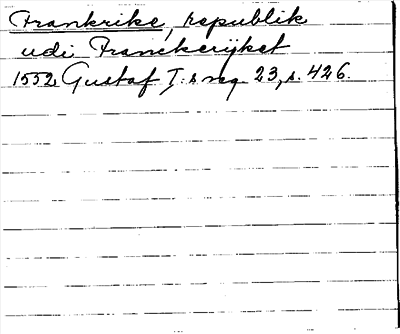 Frankrike, republik
udi Franckerijket
1552 Gustaf I:s reg. 23, s. 426.